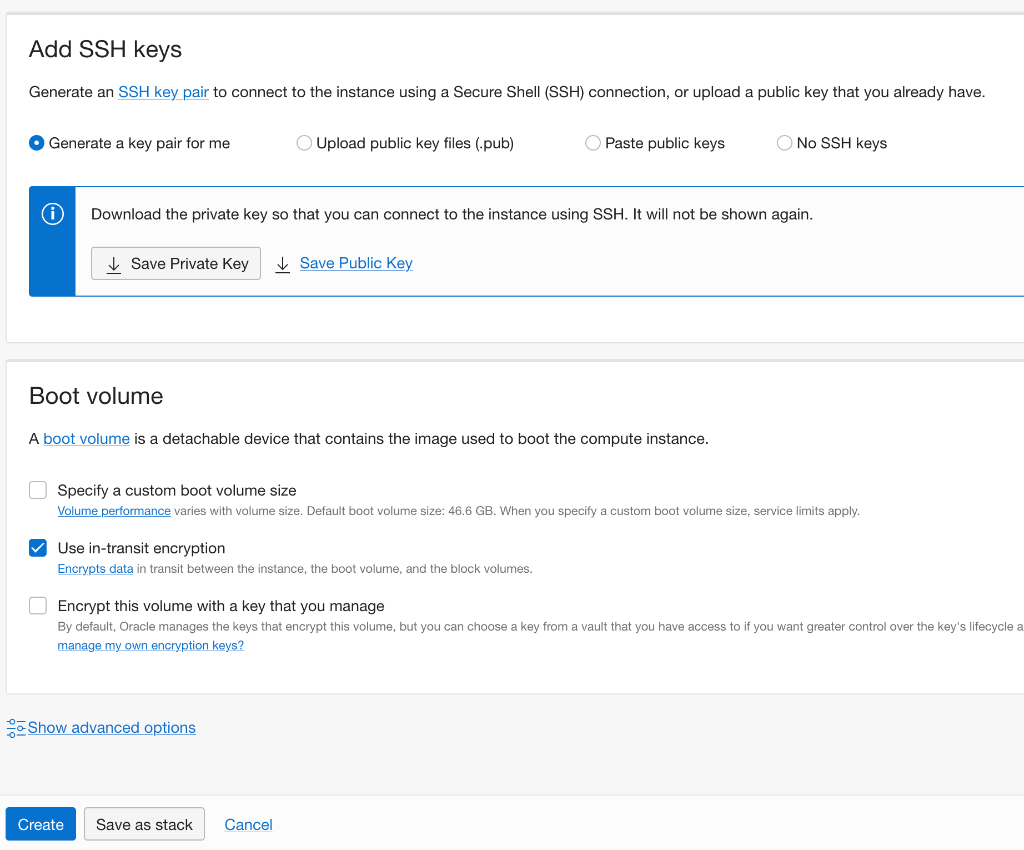 Add SSH keys
Generate an SSH key pair to connect to the instance using a Secure Shell (SSH) connection, or upload a public key that you already have.
Generate a key pair for me Upload public key files (.pub) Paste public keys No SSH keys
Download the private key so that you can connect to the instance using SSH. It will not be shown again.
Save Private Key Save Public Key
Boot volume
A boot volume is a detachable device that contains the image used to boot the compute instance.
Specify a custom boot volume size
Volume performance varies with volume size. Default boot volume size: 46.6 GB. When you specify a custom boot volume size, service limits apply.
Use in-transit encryption
Encrypts data in transit between the instance, the boot volume, and the block volumes.
Encrypt this volume with a key that you manage
By default, Oracle manages the keys that encrypt this volume, but you can choose a key from a vault that you have access to if you want greater control over the key's lifecycle a
manage my own encryption keys?
Show advanced options
Create Save as stack Cancel